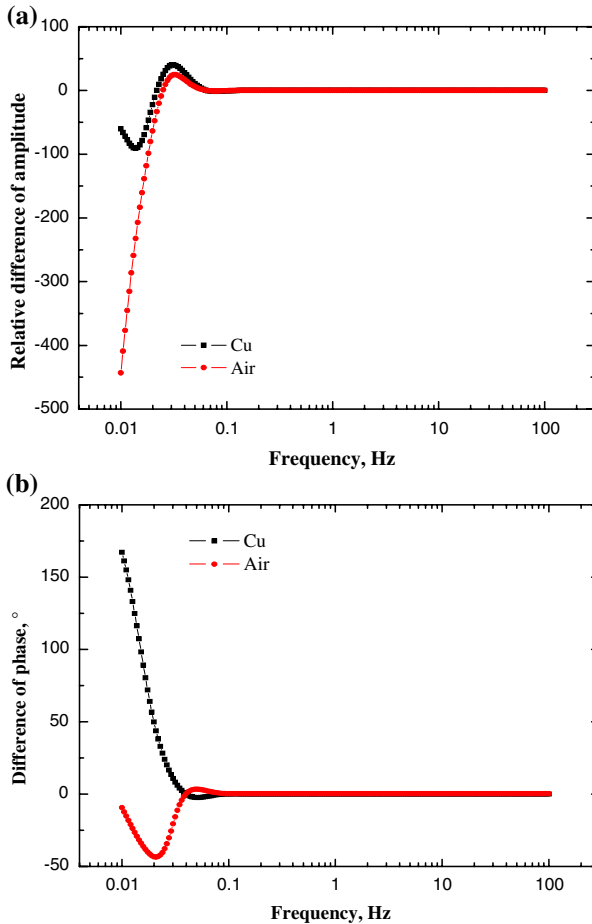 (a)
100
0
-100
-200
-300
-400
-500
Relative difference of amplitude
Cu
Air
0.01 0.1 1 10 100
Frequency, Hz
(b)
200
150
100
50
0
-50
Difference of phase, °
Cu
Air
0.01 0.1 1 10 100
Frequency, Hz